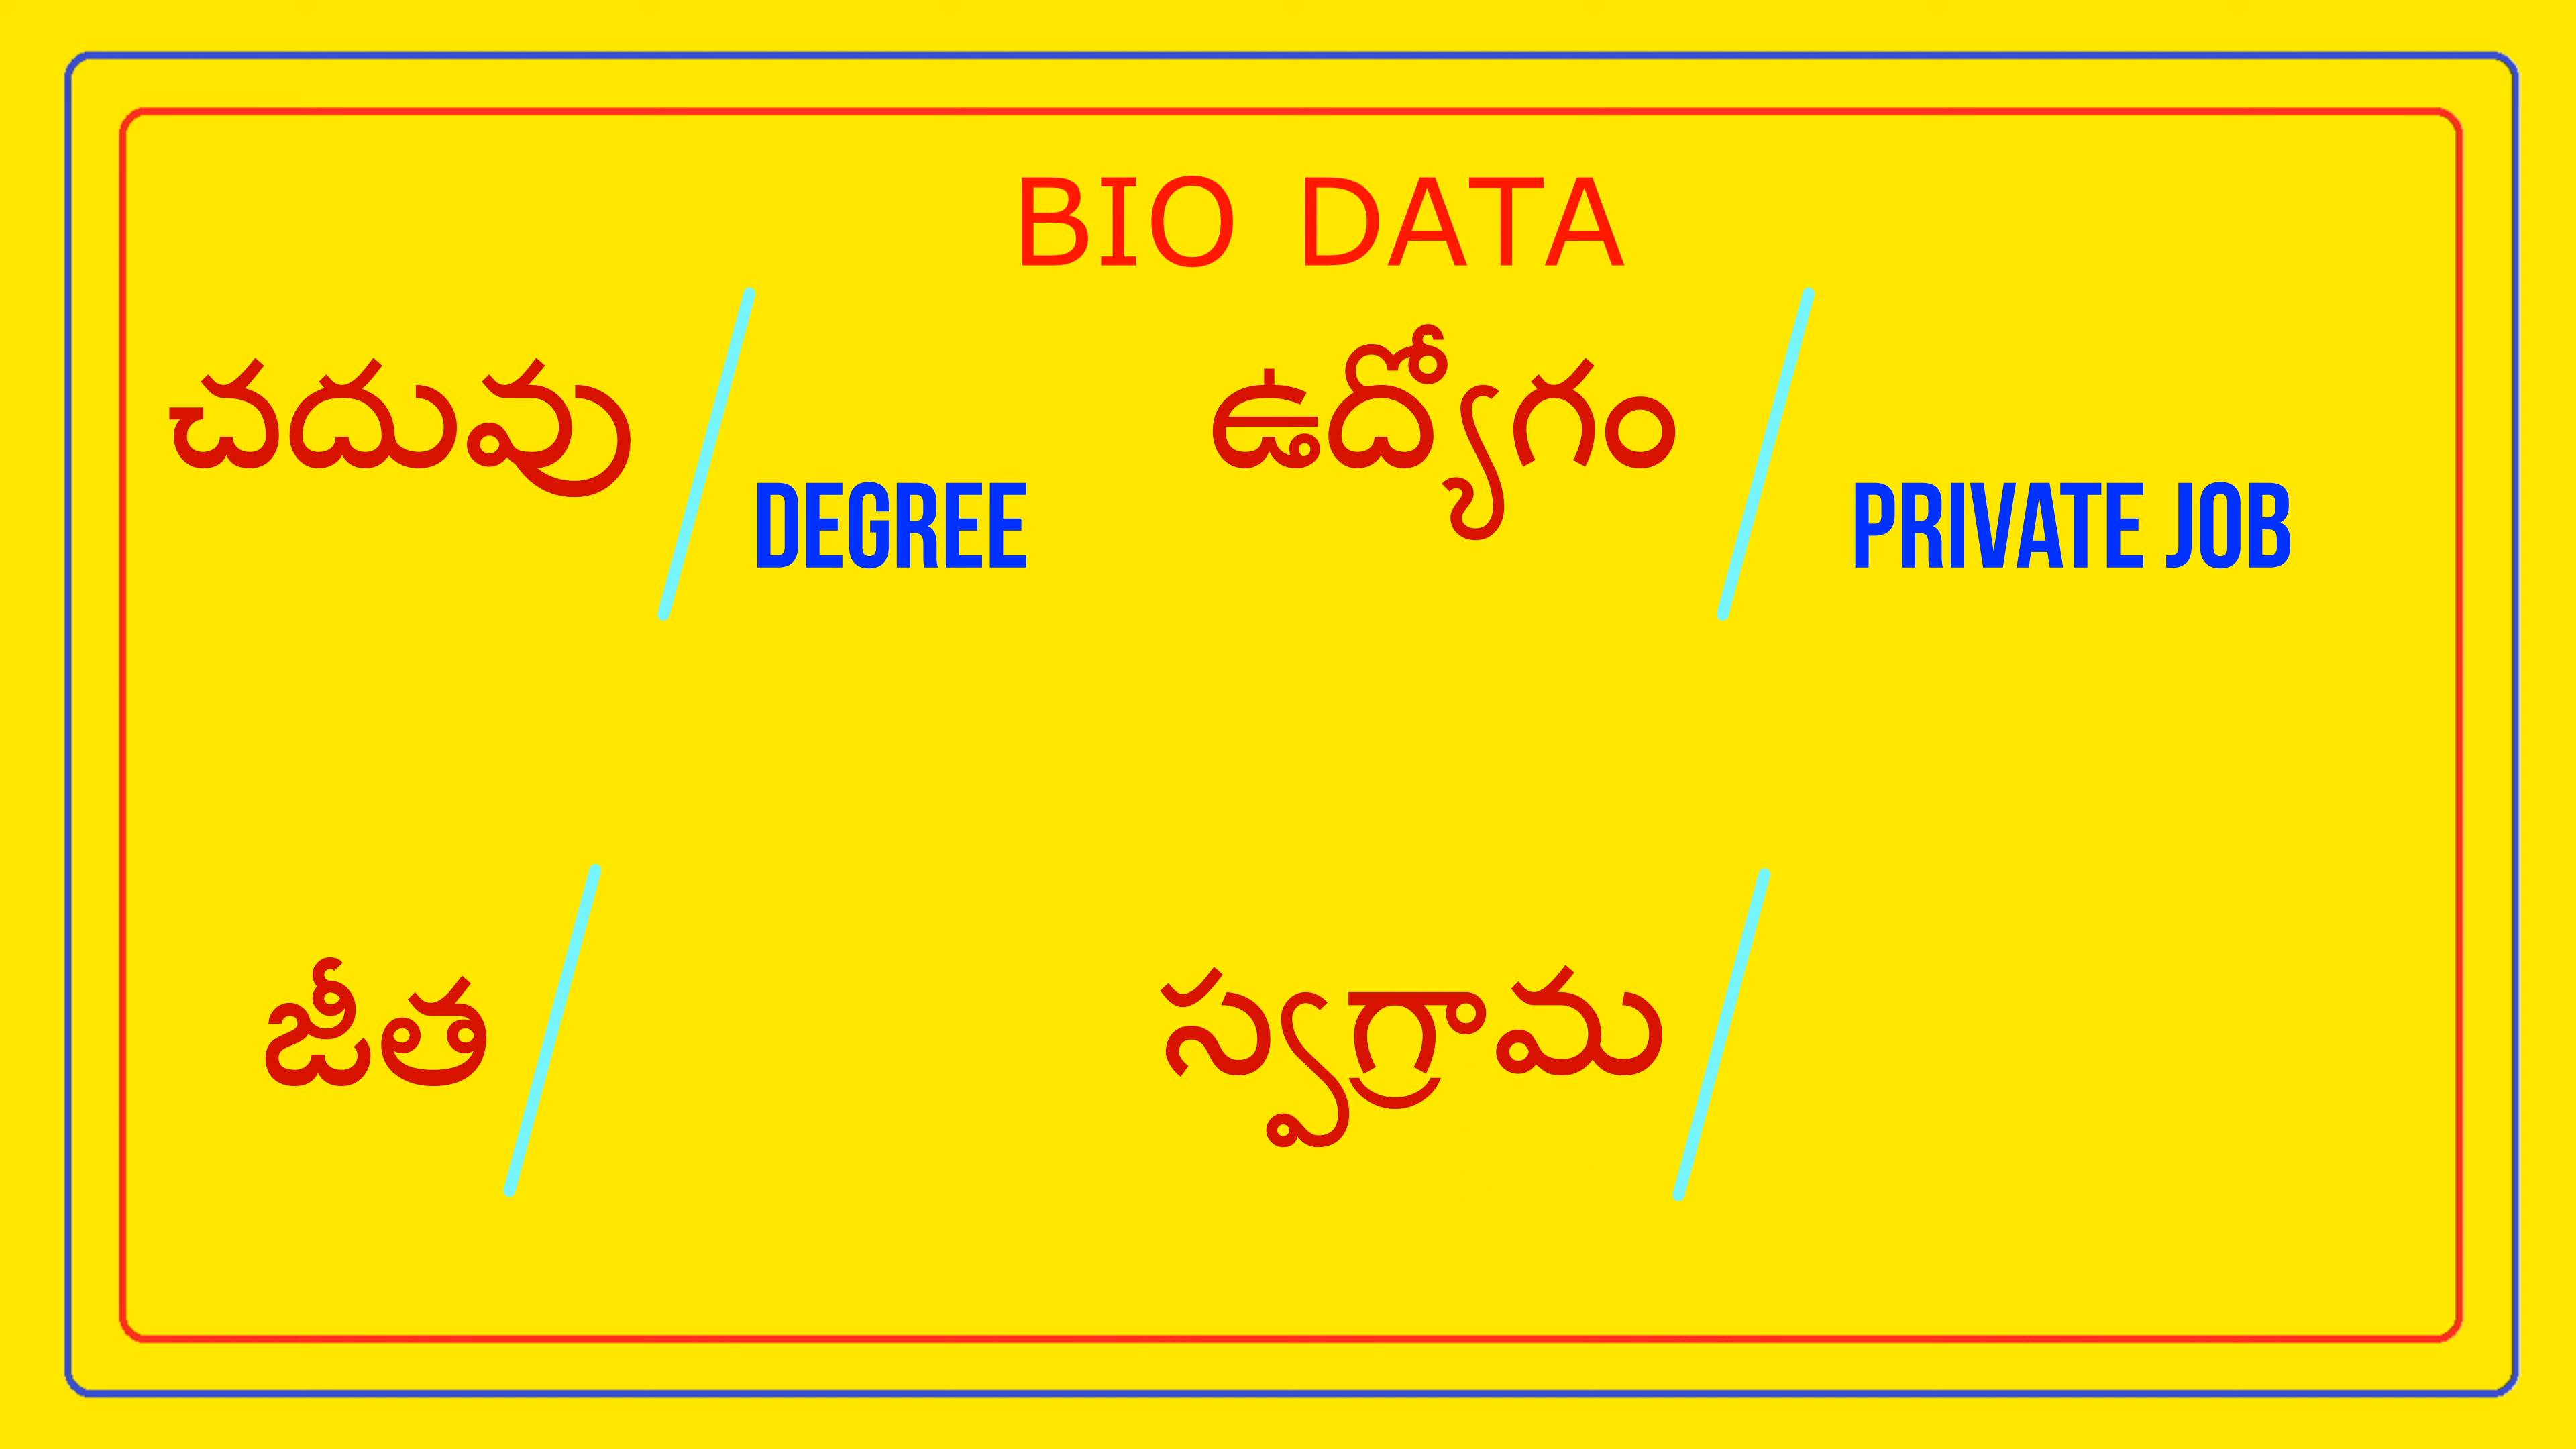 BIO DATA
చదువు
DEGREE
ఉద్యోగం
PRIVATE JOB
జీత
స్వగ్రామ